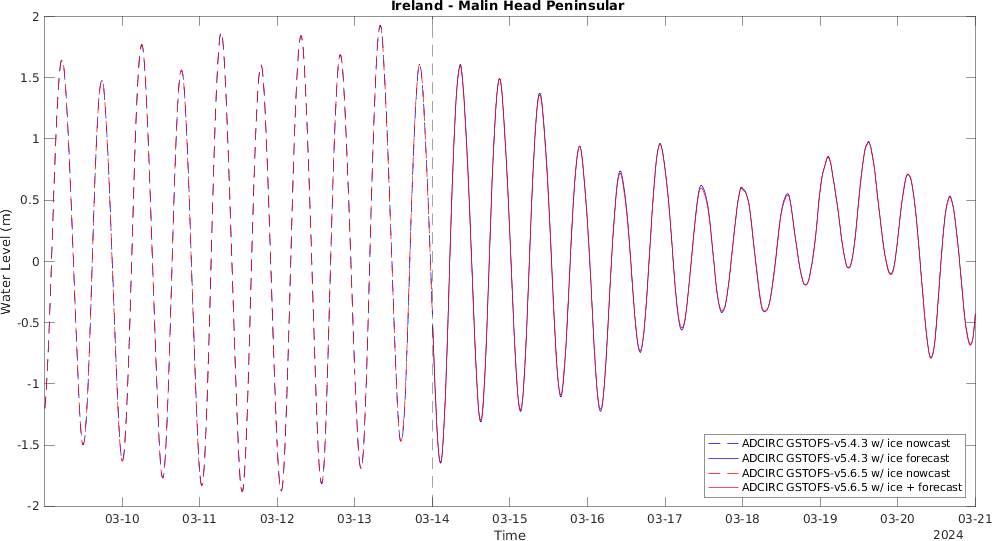 Ireland - Malin Head Peninsular
2
1.5
1
0.5
0
-0.5
-1
-1.5
-2
Water Level (m)
ADCIRC GSTOFS-v5.4.3 w/ ice nowcast
ADCIRC GSTOFS-v5.4.3 w/ ice forecast
ADCIRC GSTOFS-v5.6.5 w/ ice nowcast
ADCIRC GSTOFS-v5.6.5 w/ ice + forecast
03-10 03-11 03-12 03-13 03-14 03-15 03-16 03-17 03-18 03-19 03-20 03-21
Time
2024